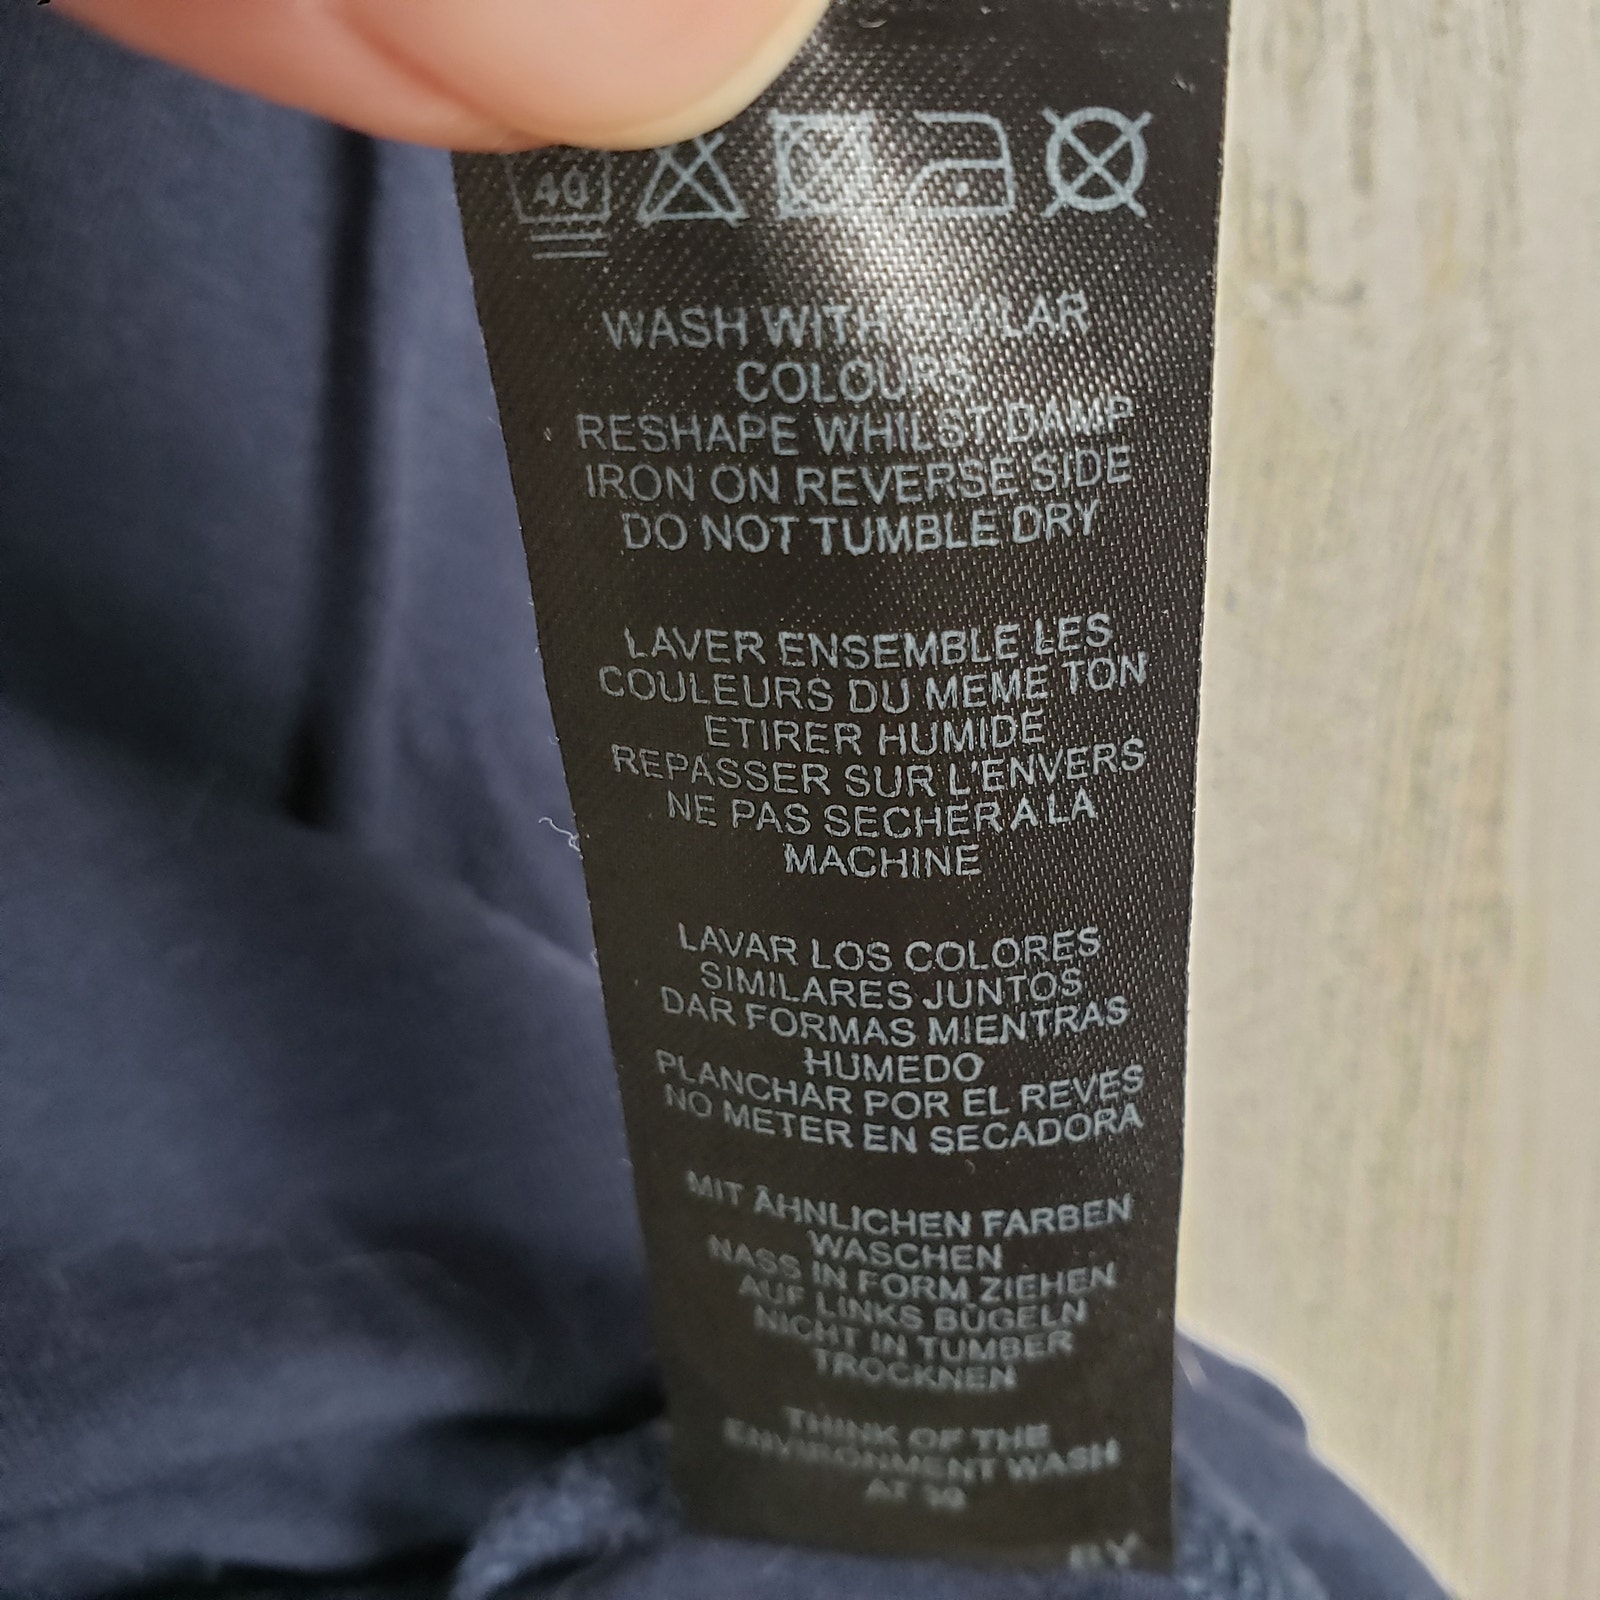 40
WASH WITH SIMILAR
COLOURS
RESHAPE WHILST DAMP
IRON ON REVERSE SIDE
DO NOT TUMBLE DRY
LAVER ENSEMBLE LES
COULEURS DU MEME TON
ETIRER HUMIDE
REPASSER SUR L'ENVERS
NE PAS SECHER A LA
MACHINE
LAVAR LOS COLORES
SIMILARES JUNTOS
DAR FORMAS MIENTRAS
HUMEDO
PLANCHAR POR EL REVES
NO METER EN SECADORA
MIT ÄHNLICHEN FARBEN
WASCHEN
NASS IN FORM ZIEHEN
AUF LINKS BÜGELN
NICHT IN TUMBER
TROCKNEN
THINK OF THE
ENVIRONMENT WASH
AT 30
BY